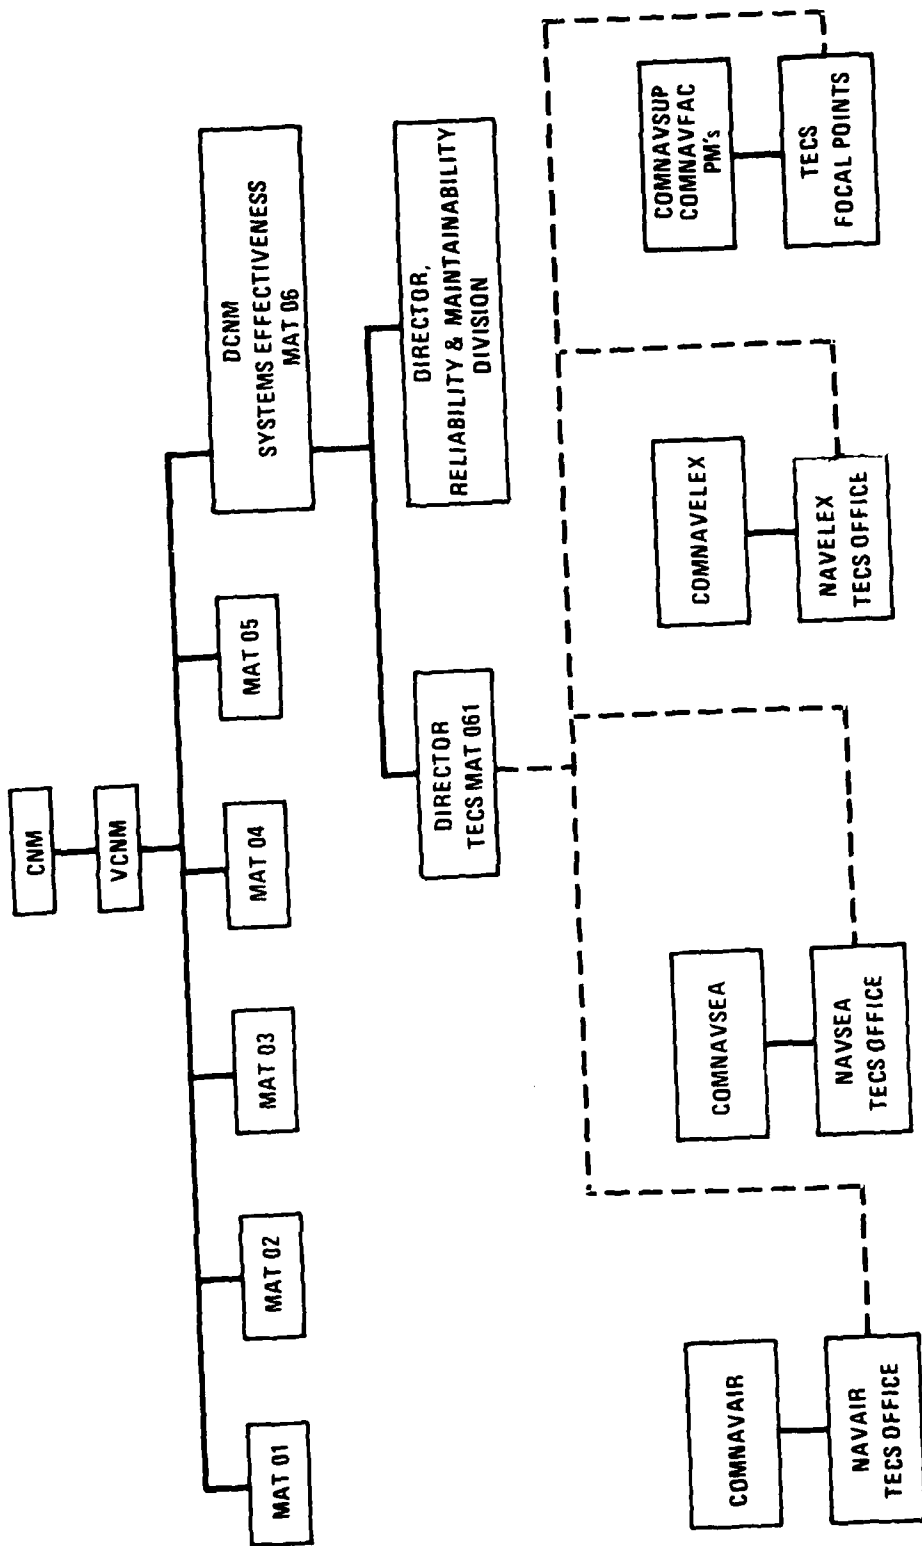 CNM
VCNM
MAT 01
MAT 02
MAT 03
MAT 04
MAT 05
DCNM
SYSTEMS EFFECTIVENESS
MAT 06
DIRECTOR
TECS MAT 061
DIRECTOR,
RELIABILITY & MAINTAINABILITY
DIVISION
COMNAVAIR
NAVAIR
TECS OFFICE
COMNAVSEA
NAVSEA
TECS OFFICE
COMNAVELEX
NAVELEX
TECS OFFICE
COMNAVSUP
COMNAVFAC
PM's
TECS
FOCAL POINTS